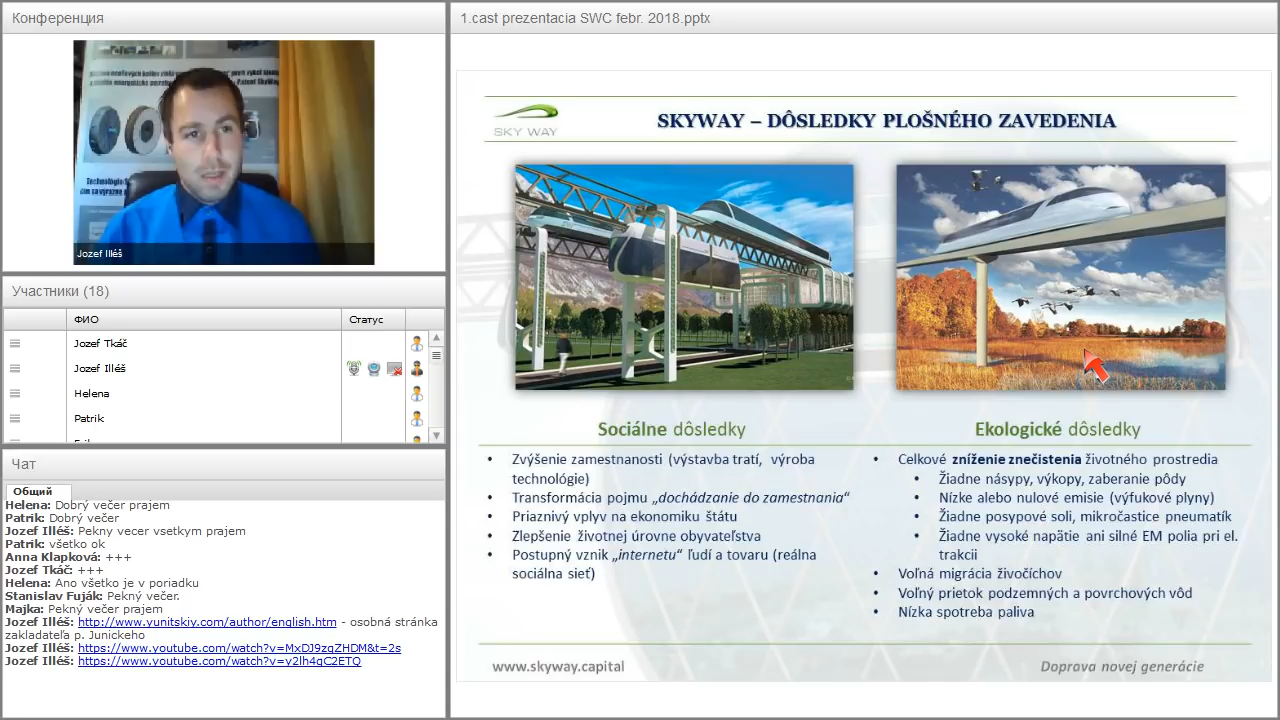 Конференция
Jozef Illéš
Участники (18)
ФИО
Статус
Jozef Tkáč
Jozef Illéš
Helena
Patrik
Чат
Общий
Helena: Dobrý večer prajem
Patrik: Dobrý večer
Jozef Illéš: Pekny vecer vsetkym prajem
Patrik: všetko ok
Anna Klapková: +++
Jozef Tkáč: +++
Helena: Ano všetko je v poriadku
Stanislav Fuják: Pekný večer.
Majka: Pekný večer prajem
Jozef Illéš: http://www.yunitskiy.com/author/english.htm - osobná stránka
zakladateľa p. Junického
Jozef Illéš: https://www.youtube.com/watch?v=MxDJ9zqZHDM&t=2s
Jozef Illéš: https://www.youtube.com/watch?v=y2lh4gC2ETQ
1.cast prezentacia SWC febr. 2018.pptx
SKY WAY
SKYWAY – DÔSLEDKY PLOŠNÉHO ZAVEDENIA
Sociálne dôsledky
• Zvýšenie zamestnanosti (výstavba tratí, výroba
technológie)
• Transformácia pojmu „dochádzanie do zamestnania“
• Priaznivý vplyv na ekonomiku štátu
• Zlepšenie životnej úrovne obyvateľstva
• Postupný vznik „internetu“ ľudí a tovaru (reálna
sociálna sieť)
Ekologické dôsledky
• Celkové zníženie znečistenia životného prostredia
• Žiadne násypy, výkopy, zaberanie pôdy
• Nízke alebo nulové emisie (výfukové plyny)
• Žiadne posypové soli, mikročastice pneumatík
• Žiadne vysoké napätie ani silné EM polia pri el.
trakcii
• Voľná migrácia živočíchov
• Voľný prietok podzemných a povrchových vôd
• Nízka spotreba paliva
www.skyway.capital
Doprava novej generácie